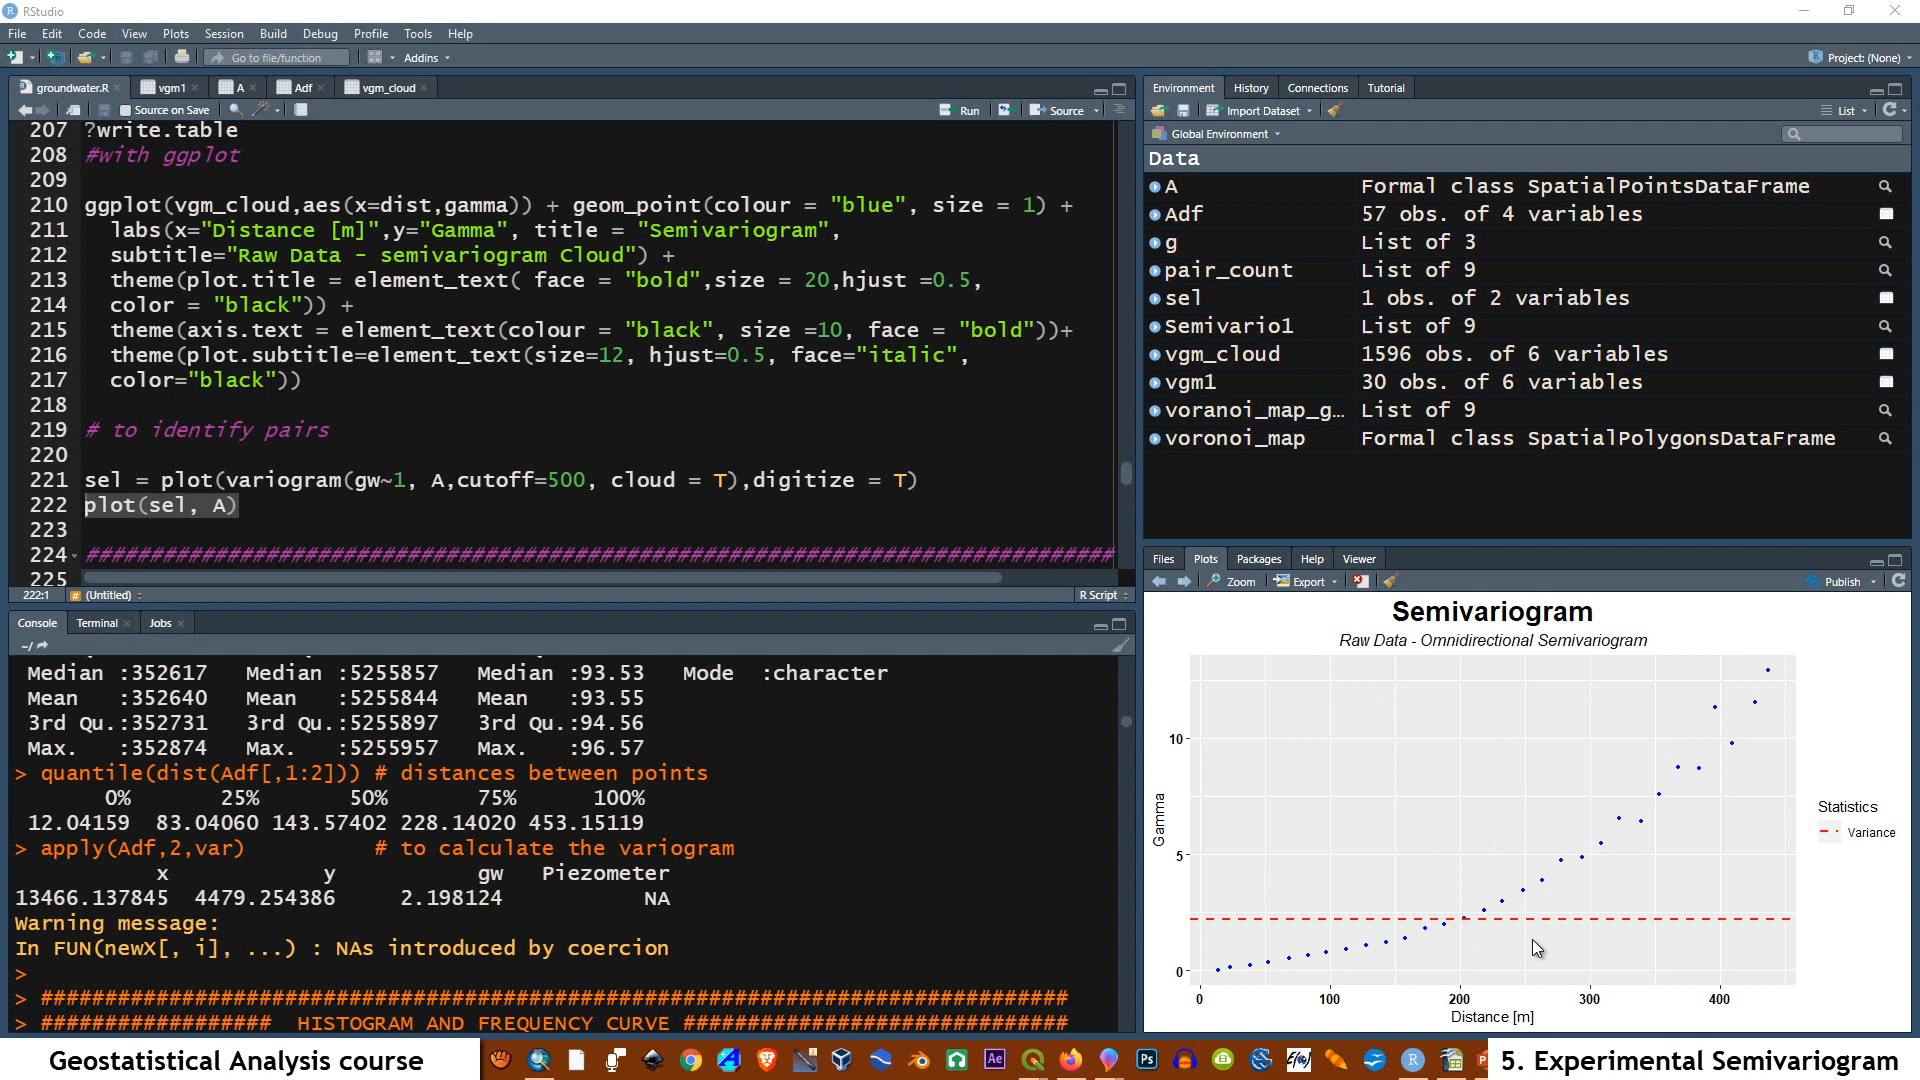 RStudio
File Edit Code View Plots Session Build Debug Profile Tools Help
Go to file/function Addins Project: (None)
groundwater.R vgm1 A Adf vgm_cloud
Source on Save Run Source
207 ?write.table
208 #with ggplot
209
210 ggplot(vgm_cloud,aes(x=dist,gamma)) + geom_point(colour = "blue", size = 1) +
211 labs(x="Distance [m]",y="Gamma", title = "Semivariogram",
212 subtitle="Raw Data - semivariogram Cloud") +
213 theme(plot.title = element_text( face = "bold",size = 20,hjust =0.5,
214 color = "black")) +
215 theme(axis.text = element_text(colour = "black", size =10, face = "bold"))+
216 theme(plot.subtitle=element_text(size=12, hjust=0.5, face="italic",
217 color="black"))
218
219 # to identify pairs
220
221 sel = plot(variogram(gw~1, A,cutoff=500, cloud = T),digitize = T)
222 plot(sel, A)
223
224 ################################################################################
225
222:1 # (Untitled) R Script
Console Terminal Jobs
~/
Median :352617 Median :5255857 Median :93.53 Mode :character
Mean :352640 Mean :5255844 Mean :93.55
3rd Qu.:352731 3rd Qu.:5255897 3rd Qu.:94.56
Max. :352874 Max. :5255957 Max. :96.57
> quantile(dist(Adf[,1:2])) # distances between points
0% 25% 50% 75% 100%
12.04159 83.04060 143.57402 228.14020 453.15119
> apply(Adf,2,var) # to calculate the variogram
x y gw Piezometer
13466.137845 4479.254386 2.198124 NA
Warning message:
In FUN(newX[, i], ...) : NAs introduced by coercion
>
> ################################################################################
> ################## HISTOGRAM AND FREQUENCY CURVE ##############################
Environment History Connections Tutorial
Import Dataset List
Global Environment
Data
A Formal class SpatialPointsDataFrame
Adf 57 obs. of 4 variables
g List of 3
pair_count List of 9
sel 1 obs. of 2 variables
Semivario1 List of 9
vgm_cloud 1596 obs. of 6 variables
vgm1 30 obs. of 6 variables
voranoi_map_g... List of 9
voronoi_map Formal class SpatialPolygonsDataFrame
Files Plots Packages Help Viewer
Zoom Export Publish
Semivariogram
Raw Data - Omnidirectional Semivariogram
10
5
0
Gamma
0 100 200 300 400
Distance [m]
Statistics
Variance
Geostatistical Analysis course
Ae
Ps
R
5. Experimental Semivariogram